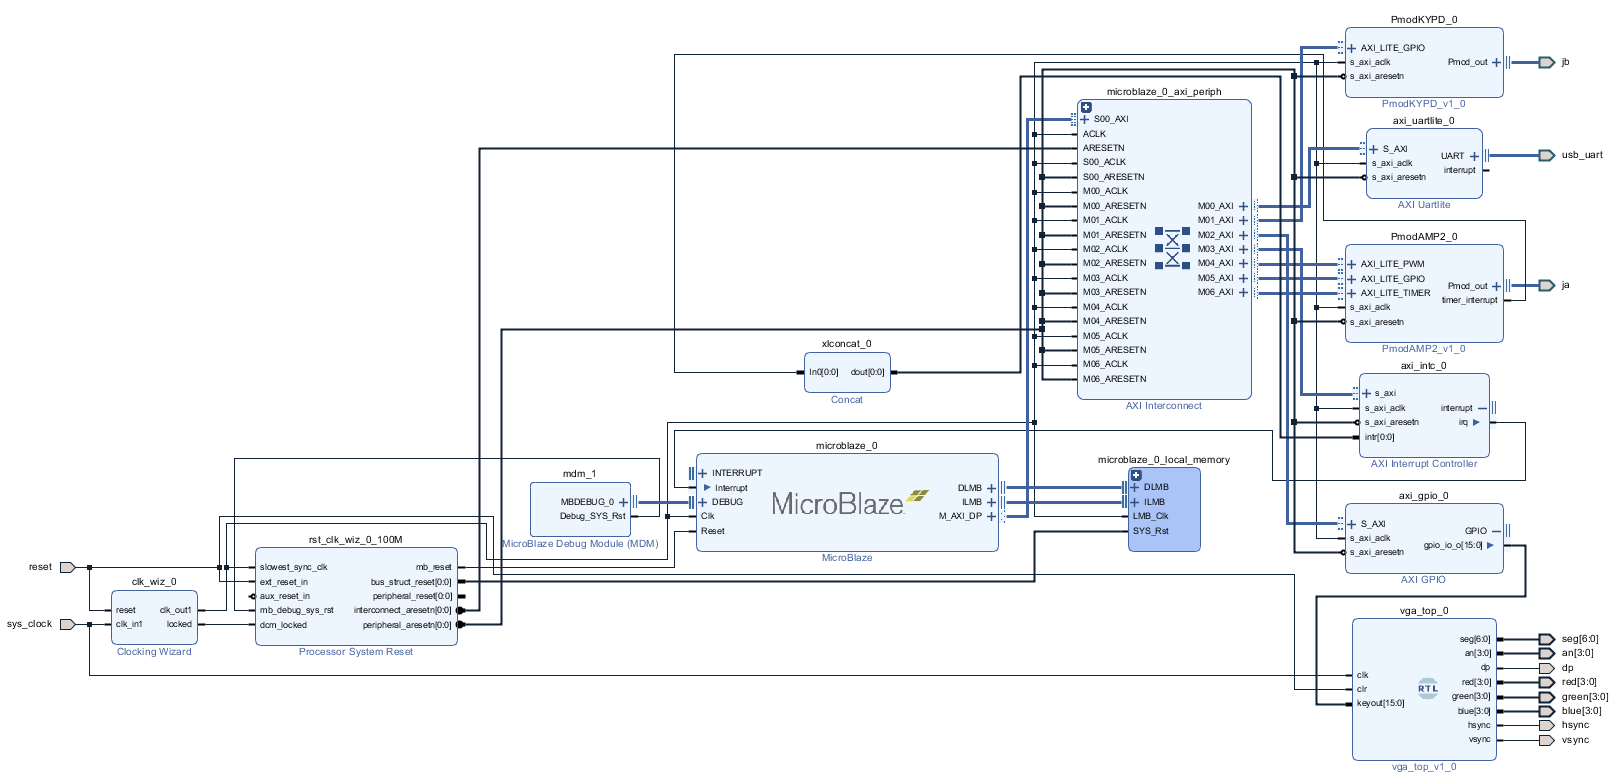 PmodKYPD_0
AXI_LITE_GPIO
s_axi_aclk
s_axi_aresetn
Pmod_out
PmodKYPD_v1_0
jb
axi_uartlite_0
S_AXI
s_axi_aclk
s_axi_aresetn
UART
interrupt
AXI Uartlite
usb_uart
microblaze_0_axi_periph
S00_AXI
ACLK
ARESETN
S00_ACLK
S00_ARESETN
M00_ACLK
M00_ARESETN
M01_ACLK
M01_ARESETN
M02_ACLK
M02_ARESETN
M03_ACLK
M03_ARESETN
M04_ACLK
M04_ARESETN
M05_ACLK
M05_ARESETN
M06_ACLK
M06_ARESETN
M00_AXI
M01_AXI
M02_AXI
M03_AXI
M04_AXI
M05_AXI
M06_AXI
AXI Interconnect
PmodAMP2_0
AXI_LITE_PWM
AXI_LITE_GPIO
AXI_LITE_TIMER
s_axi_aclk
s_axi_aresetn
Pmod_out
timer_interrupt
PmodAMP2_v1_0
ja
xlconcat_0
In0[0:0]
dout[0:0]
Concat
axi_intc_0
s_axi
s_axi_aclk
s_axi_aresetn
intr[0:0]
interrupt
irq
AXI Interrupt Controller
microblaze_0
INTERRUPT
Interrupt
DEBUG
Clk
Reset
MicroBlaze
DLMB
ILMB
M_AXI_DP
MicroBlaze
microblaze_0_local_memory
DLMB
ILMB
LMB_Clk
SYS_Rst
mdm_1
MBDEBUG_0
Debug_SYS_Rst
MicroBlaze Debug Module (MDM)
axi_gpio_0
S_AXI
s_axi_aclk
s_axi_aresetn
GPIO
gpio_io_o[15:0]
AXI GPIO
rst_clk_wiz_0_100M
slowest_sync_clk
ext_reset_in
aux_reset_in
mb_debug_sys_rst
dcm_locked
mb_reset
bus_struct_reset[0:0]
peripheral_reset[0:0]
interconnect_aresetn[0:0]
peripheral_aresetn[0:0]
Processor System Reset
reset
sys_clock
clk_wiz_0
reset
clk_in1
clk_out1
locked
Clocking Wizard
vga_top_0
clk
clr
keyout[15:0]
RTL
seg[6:0]
an[3:0]
dp
red[3:0]
green[3:0]
blue[3:0]
hsync
vsync
vga_top_v1_0
seg[6:0]
an[3:0]
dp
red[3:0]
green[3:0]
blue[3:0]
hsync
vsync